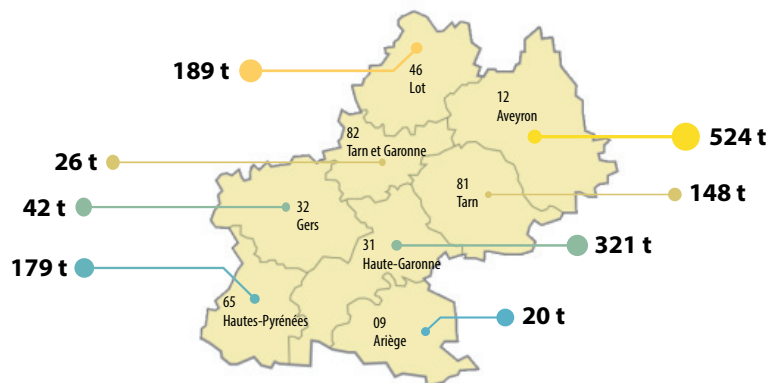 189 t
46
Lot
12
Aveyron
524 t
82
Tarn et Garonne
26 t
81
Tarn
148 t
42 t
32
Gers
31
Haute-Garonne
321 t
179 t
65
Hautes-Pyrénées
09
Ariège
20 t